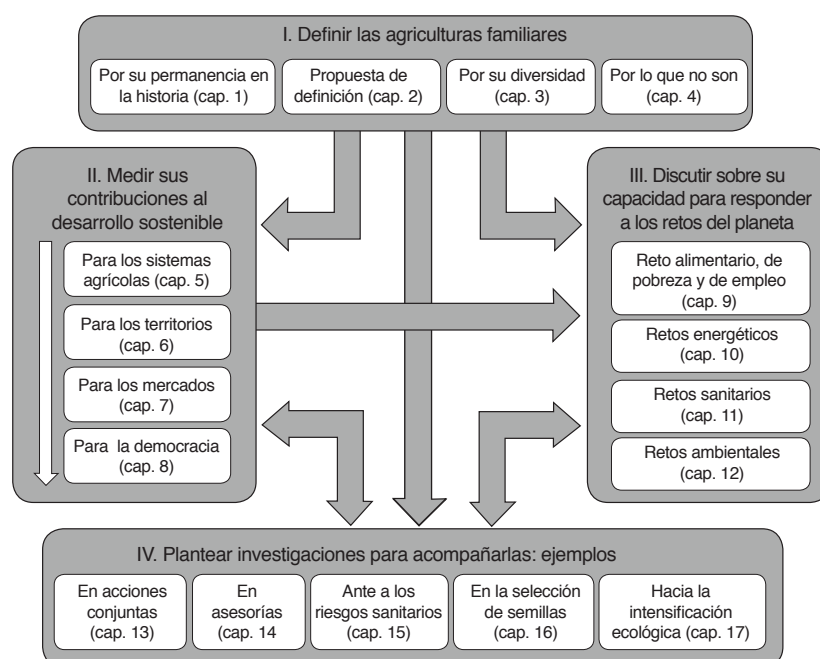 I. Definir las agriculturas familiares
Por su permanencia en
la historia (cap. 1)
Propuesta de
definición (cap. 2)
Por su diversidad
(cap. 3)
Por lo que no son
(cap. 4)
II. Medir sus
contribuciones al
desarrollo sostenible
Para los sistemas
agrícolas (cap. 5)
Para los territorios
(cap. 6)
Para los mercados
(cap. 7)
Para la democracia
(cap. 8)
III. Discutir sobre su
capacidad para responder
a los retos del planeta
Reto alimentario, de
pobreza y de empleo
(cap. 9)
Retos energéticos
(cap. 10)
Retos sanitarios
(cap. 11)
Retos ambientales
(cap. 12)
IV. Plantear investigaciones para acompañarlas: ejemplos
En acciones
conjuntas
(cap. 13)
En
asesorías
(cap. 14
Ante a los
riesgos sanitarios
(cap. 15)
En la selección
de semillas
(cap. 16)
Hacia la
intensificación
ecológica (cap. 17)